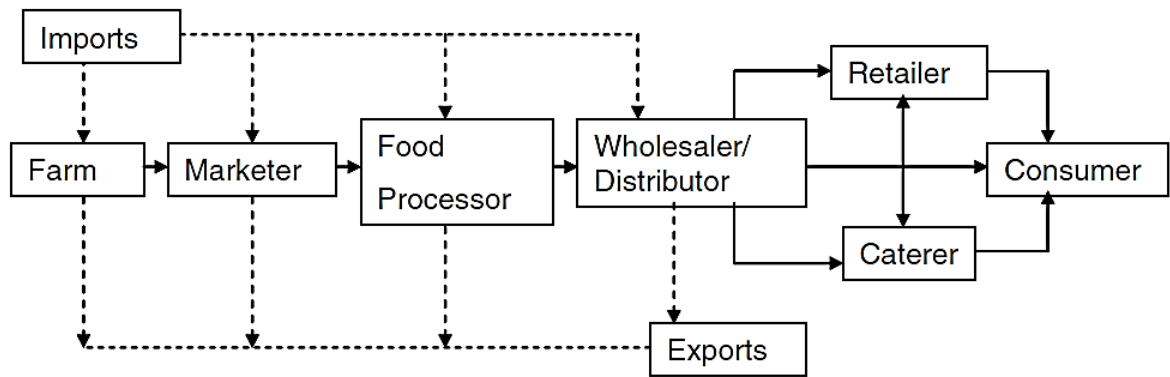 Imports
Retailer
Farm
Marketer
Food
Processor
Wholesaler/
Distributor
Consumer
Caterer
Exports